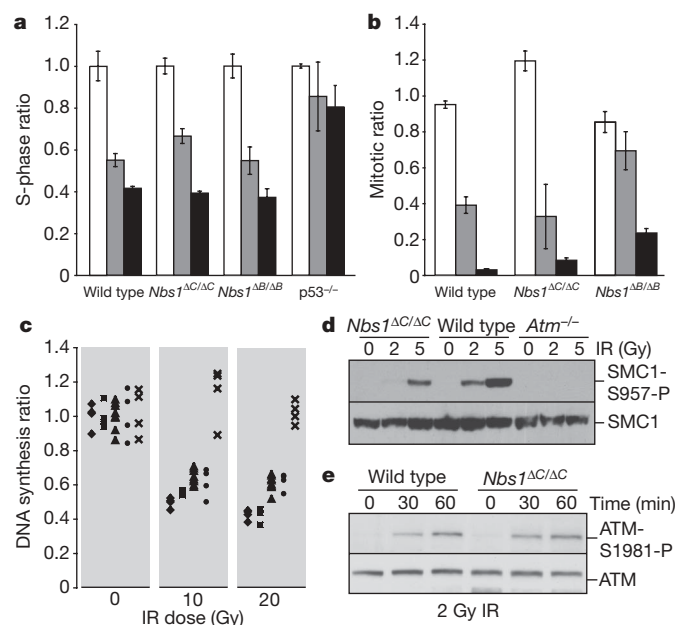 a
1.2
1.0
0.8
0.6
0.4
0.2
0
S-phase ratio
Wild type Nbs1ΔC/ΔC Nbs1ΔB/ΔB p53–/–
b
1.4
1.2
1.0
0.8
0.6
0.4
0.2
0
Mitotic ratio
Wild type Nbs1ΔC/ΔC Nbs1ΔB/ΔB
c
1.4
1.2
1.0
0.8
0.6
0.4
0.2
0
DNA synthesis ratio
0 10 20
IR dose (Gy)
d
Nbs1ΔC/ΔC Wild type Atm–/–
0 2 5 0 2 5 0 2 5 IR (Gy)
SMC1-
S957-P
SMC1
e
Wild type Nbs1ΔC/ΔC
0 30 60 0 30 60 Time (min)
ATM-
S1981-P
ATM
2 Gy IR